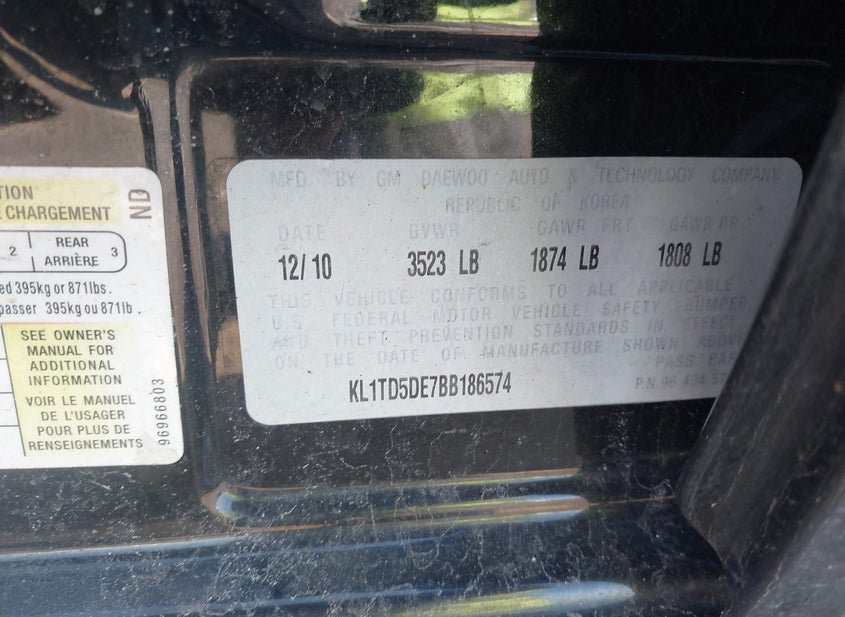 TION
E CHARGEMENT
ND
2 REAR 3
ARRIÈRE
ed 395kg or 871lbs.
passer 395kg ou 871lb.
SEE OWNER'S
MANUAL FOR
ADDITIONAL
INFORMATION
VOIR LE MANUEL
DE L'USAGER
POUR PLUS DE
RENSEIGNEMENTS
96966803
MFD BY GM DAEWOO AUTO & TECHNOLOGY COMPANY
REPUBLIC OF KOREA
DATE GVWR GAWR FRT GAWR RR
12/10 3523 LB 1874 LB 1808 LB
THIS VEHICLE CONFORMS TO ALL APPLICABLE
U.S. FEDERAL MOTOR VEHICLE SAFETY BUMPER
AND THEFT PREVENTION STANDARDS IN EFFECT
ON THE DATE OF MANUFACTURE SHOWN ABOVE
PASS CAR
KL1TD5DE7BB186574
P.N.96 404